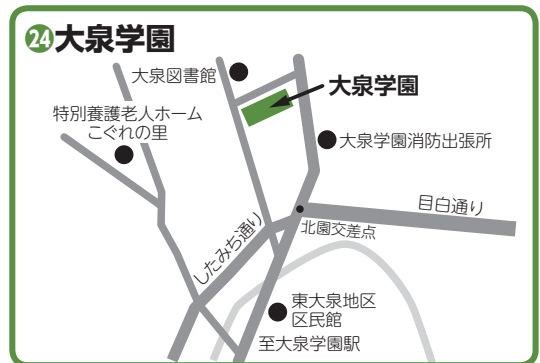 24大泉学園
大泉図書館
大泉学園
特別養護老人ホーム
こぐれの里
大泉学園消防出張所
目白通り
北園交差点
したみち通り
東大泉地区
区民館
至大泉学園駅